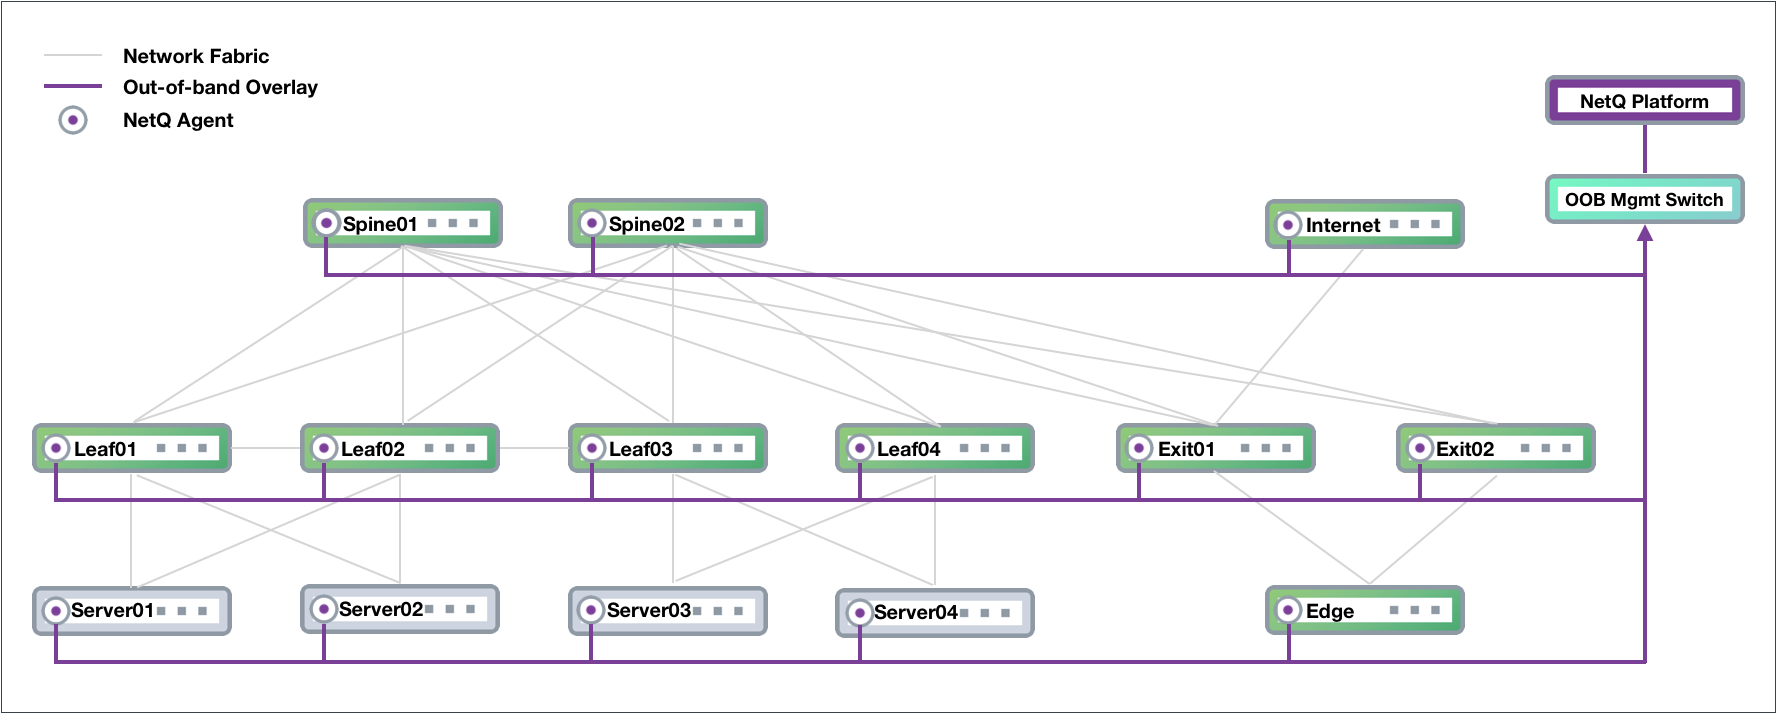 Network Fabric
Out-of-band Overlay
NetQ Agent
NetQ Platform
OOB Mgmt Switch
Spine01
Spine02
Internet
Leaf01
Leaf02
Leaf03
Leaf04
Exit01
Exit02
Server01
Server02
Server03
Server04
Edge